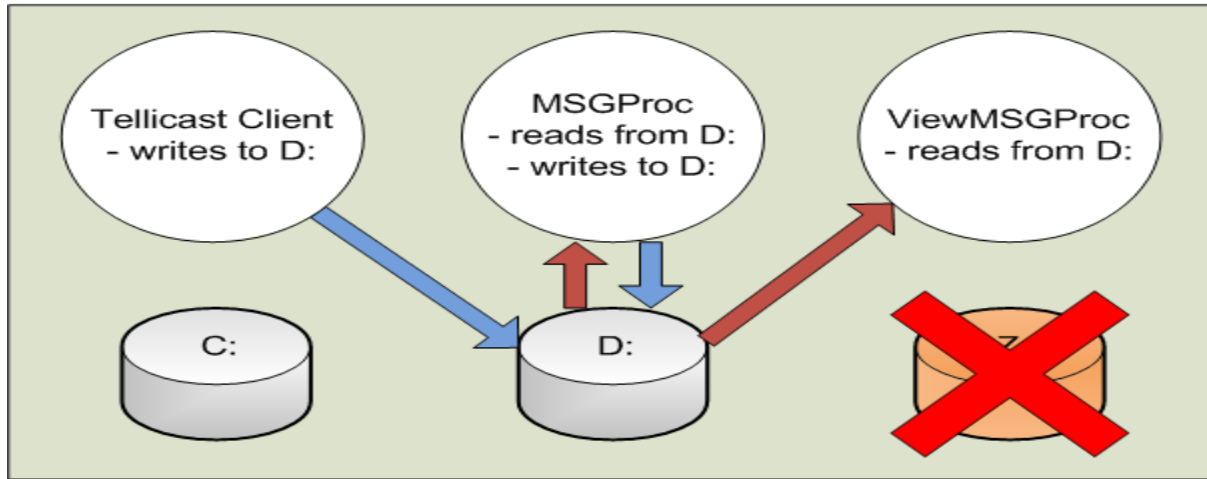 Tellicast Client
- writes to D:
MSGProc
- reads from D:
- writes to D:
ViewMSGProc
- reads from D:
C:
D: